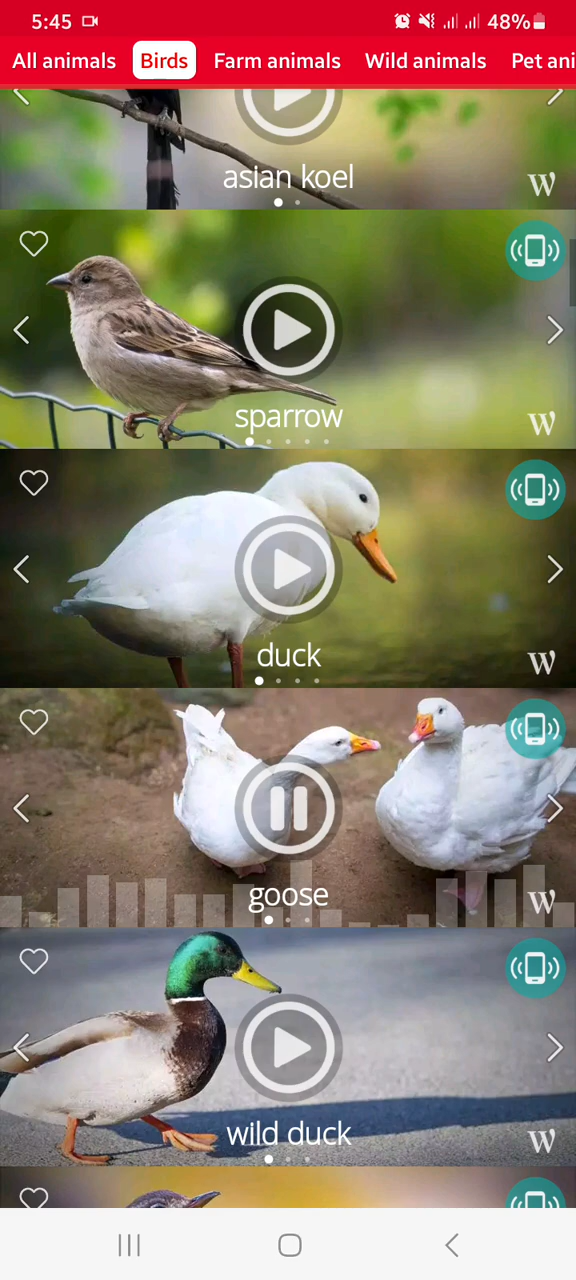 5:45 48%
All animals Birds Farm animals Wild animals Pet ani
asian koel
W
sparrow
W
duck
W
goose
W
wild duck
W